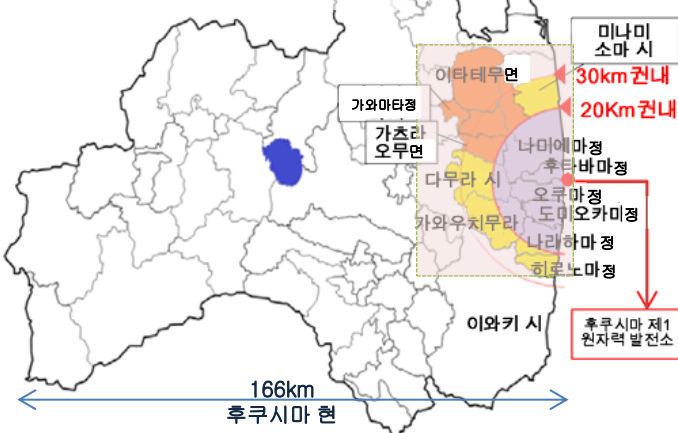 미나미
소마 시
이타테무면
30km권내
가와마타정
20Km권내
가츠라
오무면
나미에마정
후타바마정
다무라 시
오쿠마정
도미오카미정
가와우치무라
나라하마정
히로노마정
이와키 시
후쿠시마 제1
원자력 발전소
166km
후쿠시마 현